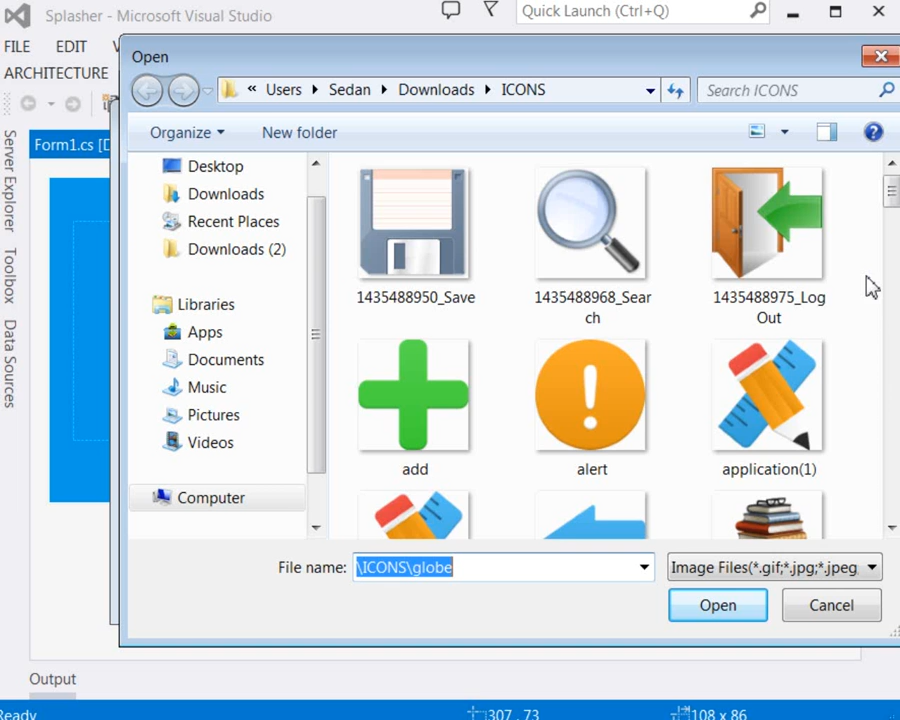 Splasher - Microsoft Visual Studio
Quick Launch (Ctrl+Q)
FILE EDIT
ARCHITECTURE
Open
« Users Sedan Downloads ICONS
Search ICONS
Organize New folder
Form1.cs [D
Server Explorer
Toolbox
Data Sources
Desktop
Downloads
Recent Places
Downloads (2)
Libraries
Apps
Documents
Music
Pictures
Videos
Computer
1435488950_Save
1435488968_Sear
ch
1435488975_Log
Out
add
alert
application(1)
File name: \ICONS\globe
Image Files(*.gif;*.jpg;*.jpeg
Open Cancel
Output
Ready
307 , 73
108 x 86